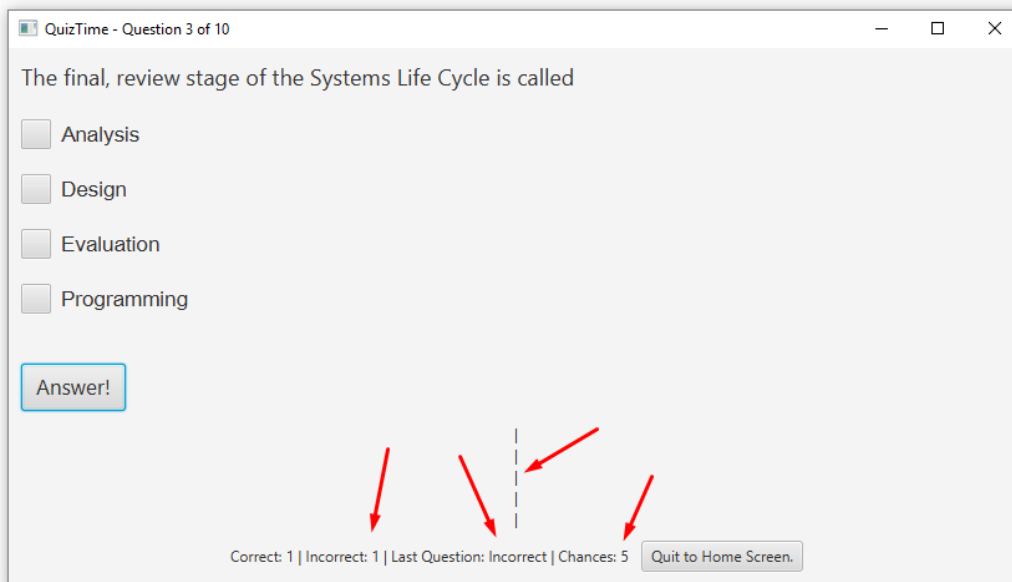 QuizTime - Question 3 of 10
The final, review stage of the Systems Life Cycle is called
Analysis
Design
Evaluation
Programming
Answer!
|
|
|
|
|
Correct: 1 | Incorrect: 1 | Last Question: Incorrect | Chances: 5 Quit to Home Screen.